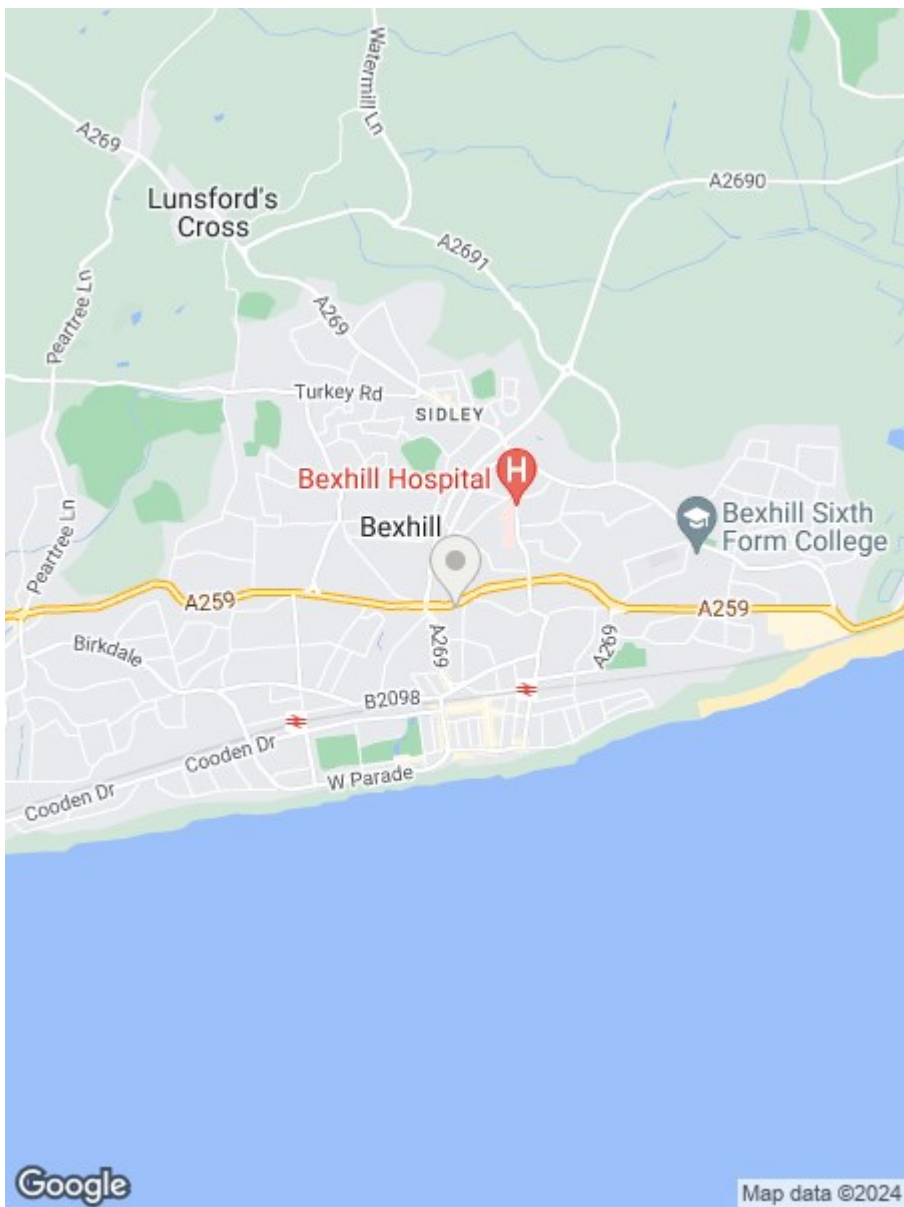 Watermill Ln
A269
A2690
Lunsford's
Cross
A2691
Peartree Ln
A269
Turkey Rd
SIDLEY
Bexhill Hospital
H
Peartree Ln
Bexhill
Bexhill Sixth
Form College
A259
A259
Birkdale
A269
A269
B2098
Cooden Dr
W Parade
Cooden Dr
Google
Map data ©2024